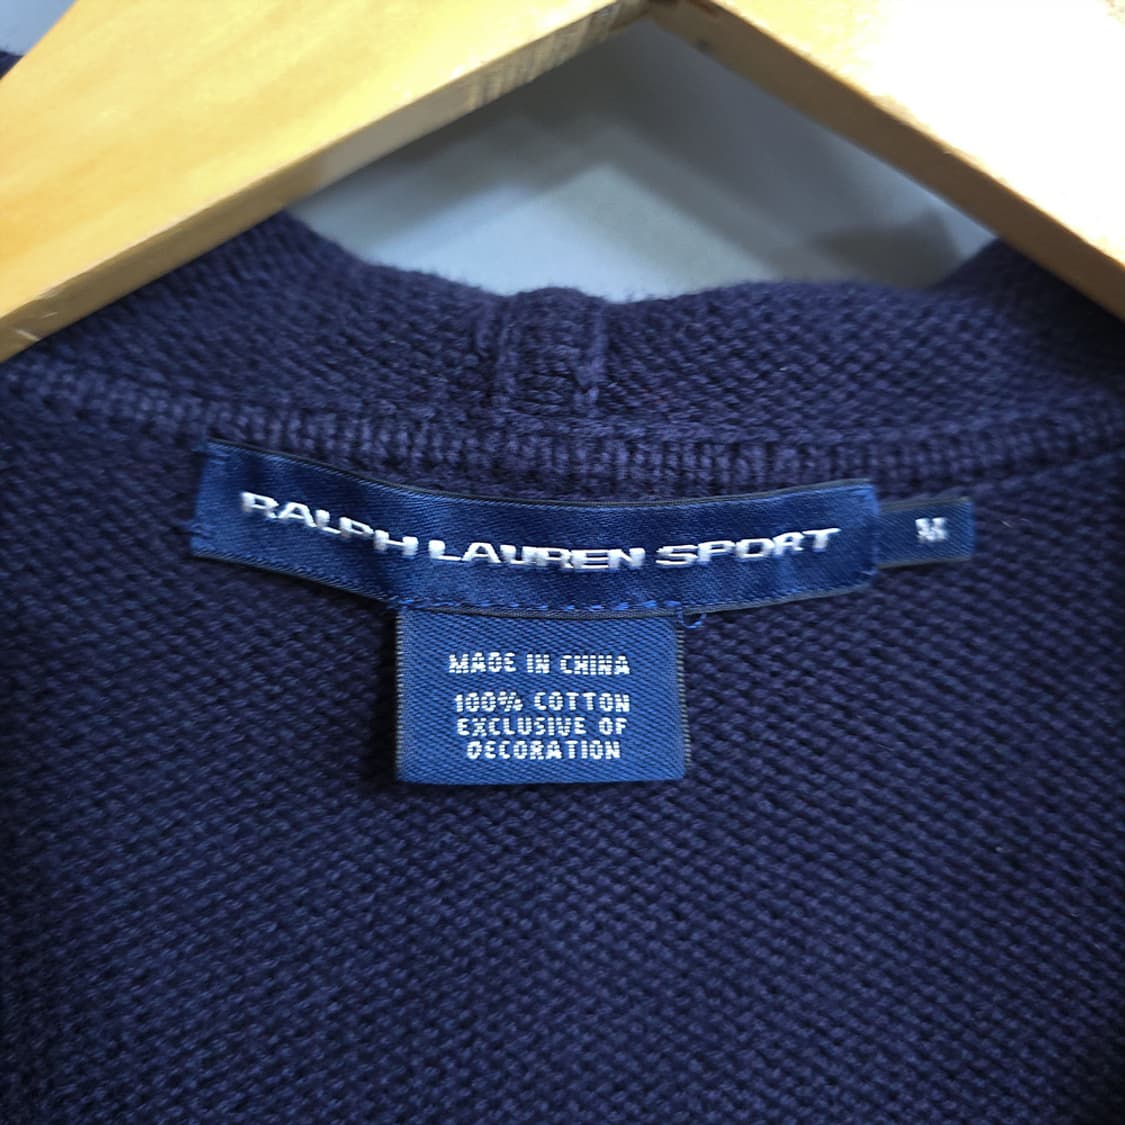 RALPH LAUREN SPORT
M
MADE IN CHINA
100% COTTON
EXCLUSIVE OF
DECORATION